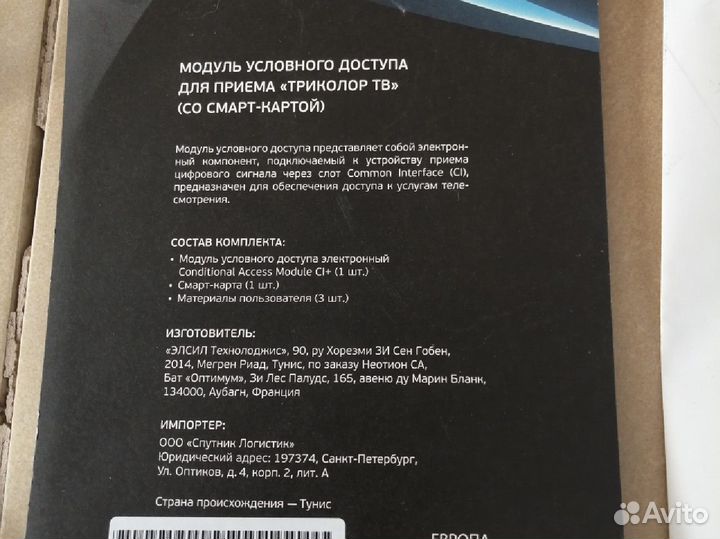 МОДУЛЬ УСЛОВНОГО ДОСТУПА
ДЛЯ ПРИЕМА «ТРИКОЛОР ТВ»
(СО СМАРТ-КАРТОЙ)
Модуль условного доступа представляет собой электрон-
ный компонент, подключаемый к устройству приема
цифрового сигнала через слот Common Interface (CI),
предназначен для обеспечения доступа к услугам теле-
смотрения.
СОСТАВ КОМПЛЕКТА:
• Модуль условного доступа электронный
Conditional Access Module CI+ (1 шт.)
• Смарт-карта (1 шт.)
• Материалы пользователя (3 шт.)
ИЗГОТОВИТЕЛЬ:
«ЭЛСИЛ Технолоджис», 90, ру Хорезми ЗИ Сен Гобен,
2014, Мегрен Риад, Тунис, по заказу Неотион СА,
Бат «Оптимум», Зи Лес Палудс, 165, авеню ду Марин Бланк,
134000, Аубагн, Франция
ИМПОРТЕР:
ООО «Спутник Логистик»
Юридический адрес: 197374, Санкт-Петербург,
Ул. Оптиков, д. 4, корп. 2, лит. А
Страна происхождения — Тунис
ЕВРОПА
Avito